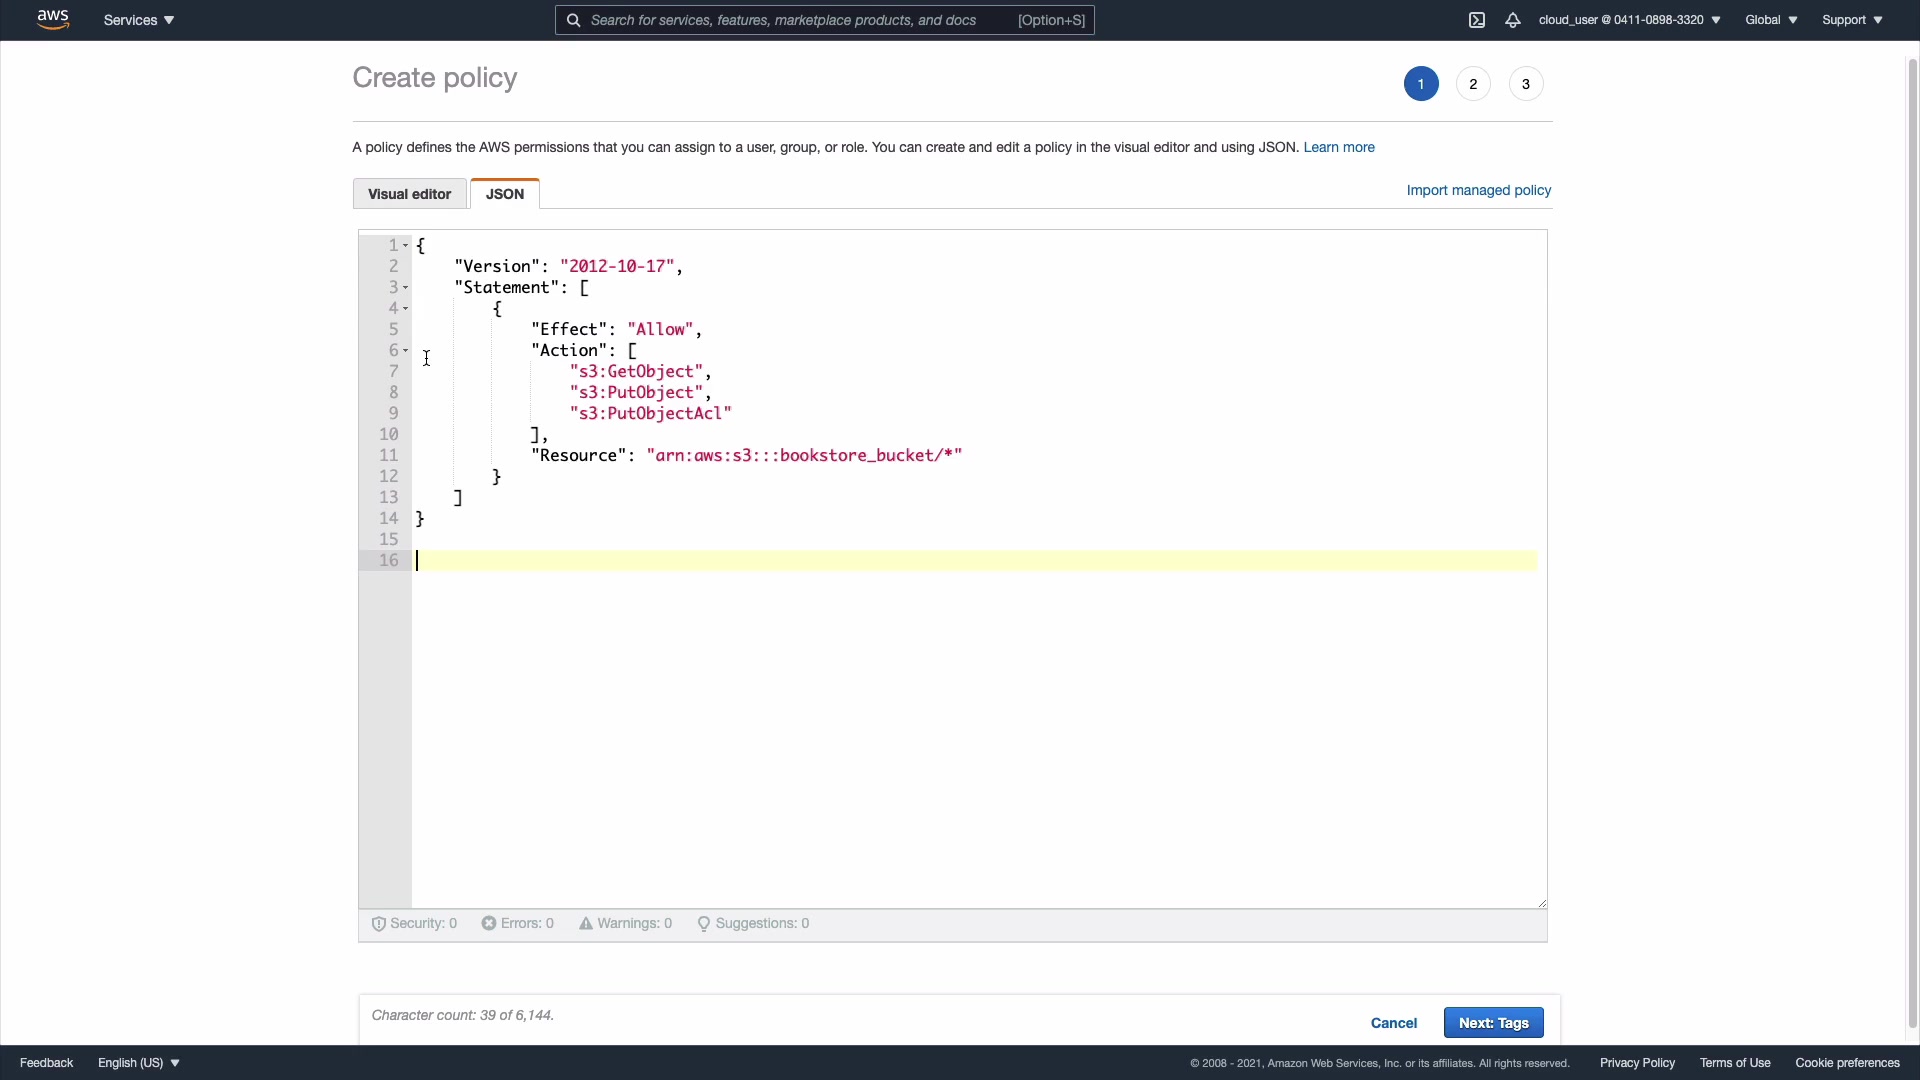 aws Services ▼ Search for services, features, marketplace products, and docs [Option+S] cloud_user @ 0411-0898-3320 ▼ Global ▼ Support ▼
Create policy 1 2 3
A policy defines the AWS permissions that you can assign to a user, group, or role. You can create and edit a policy in the visual editor and using JSON. Learn more
Visual editor JSON Import managed policy
1 {
2 "Version": "2012-10-17",
3 "Statement": [
4 {
5 "Effect": "Allow",
6 "Action": [
7 "s3:GetObject",
8 "s3:PutObject",
9 "s3:PutObjectAcl"
10 ],
11 "Resource": "arn:aws:s3:::bookstore_bucket/*"
12 }
13 ]
14 }
15
16
Security: 0 Errors: 0 Warnings: 0 Suggestions: 0
Character count: 39 of 6,144. Cancel Next: Tags
Feedback English (US) ▼ © 2008 - 2021, Amazon Web Services, Inc. or its affiliates. All rights reserved. Privacy Policy Terms of Use Cookie preferences